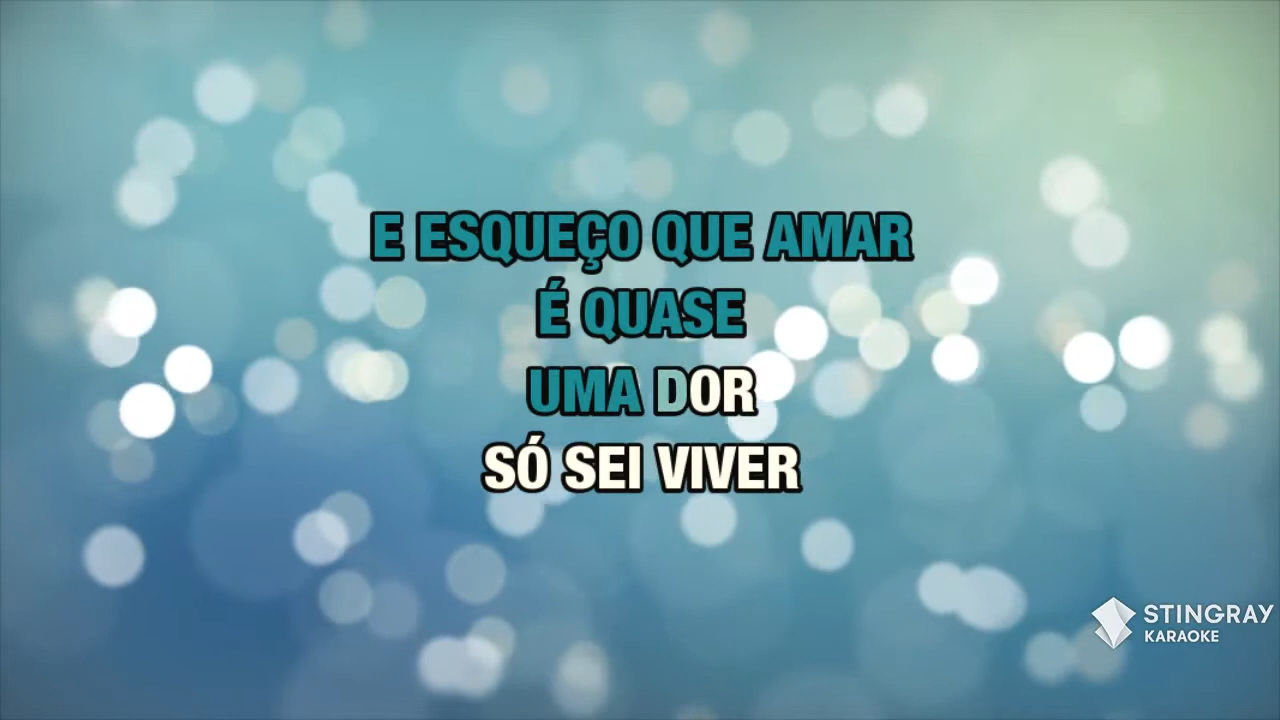 E ESQUEÇO QUE AMAR
É QUASE
UMA DOR
SÓ SEI VIVER
STINGRAY
KARAOKE